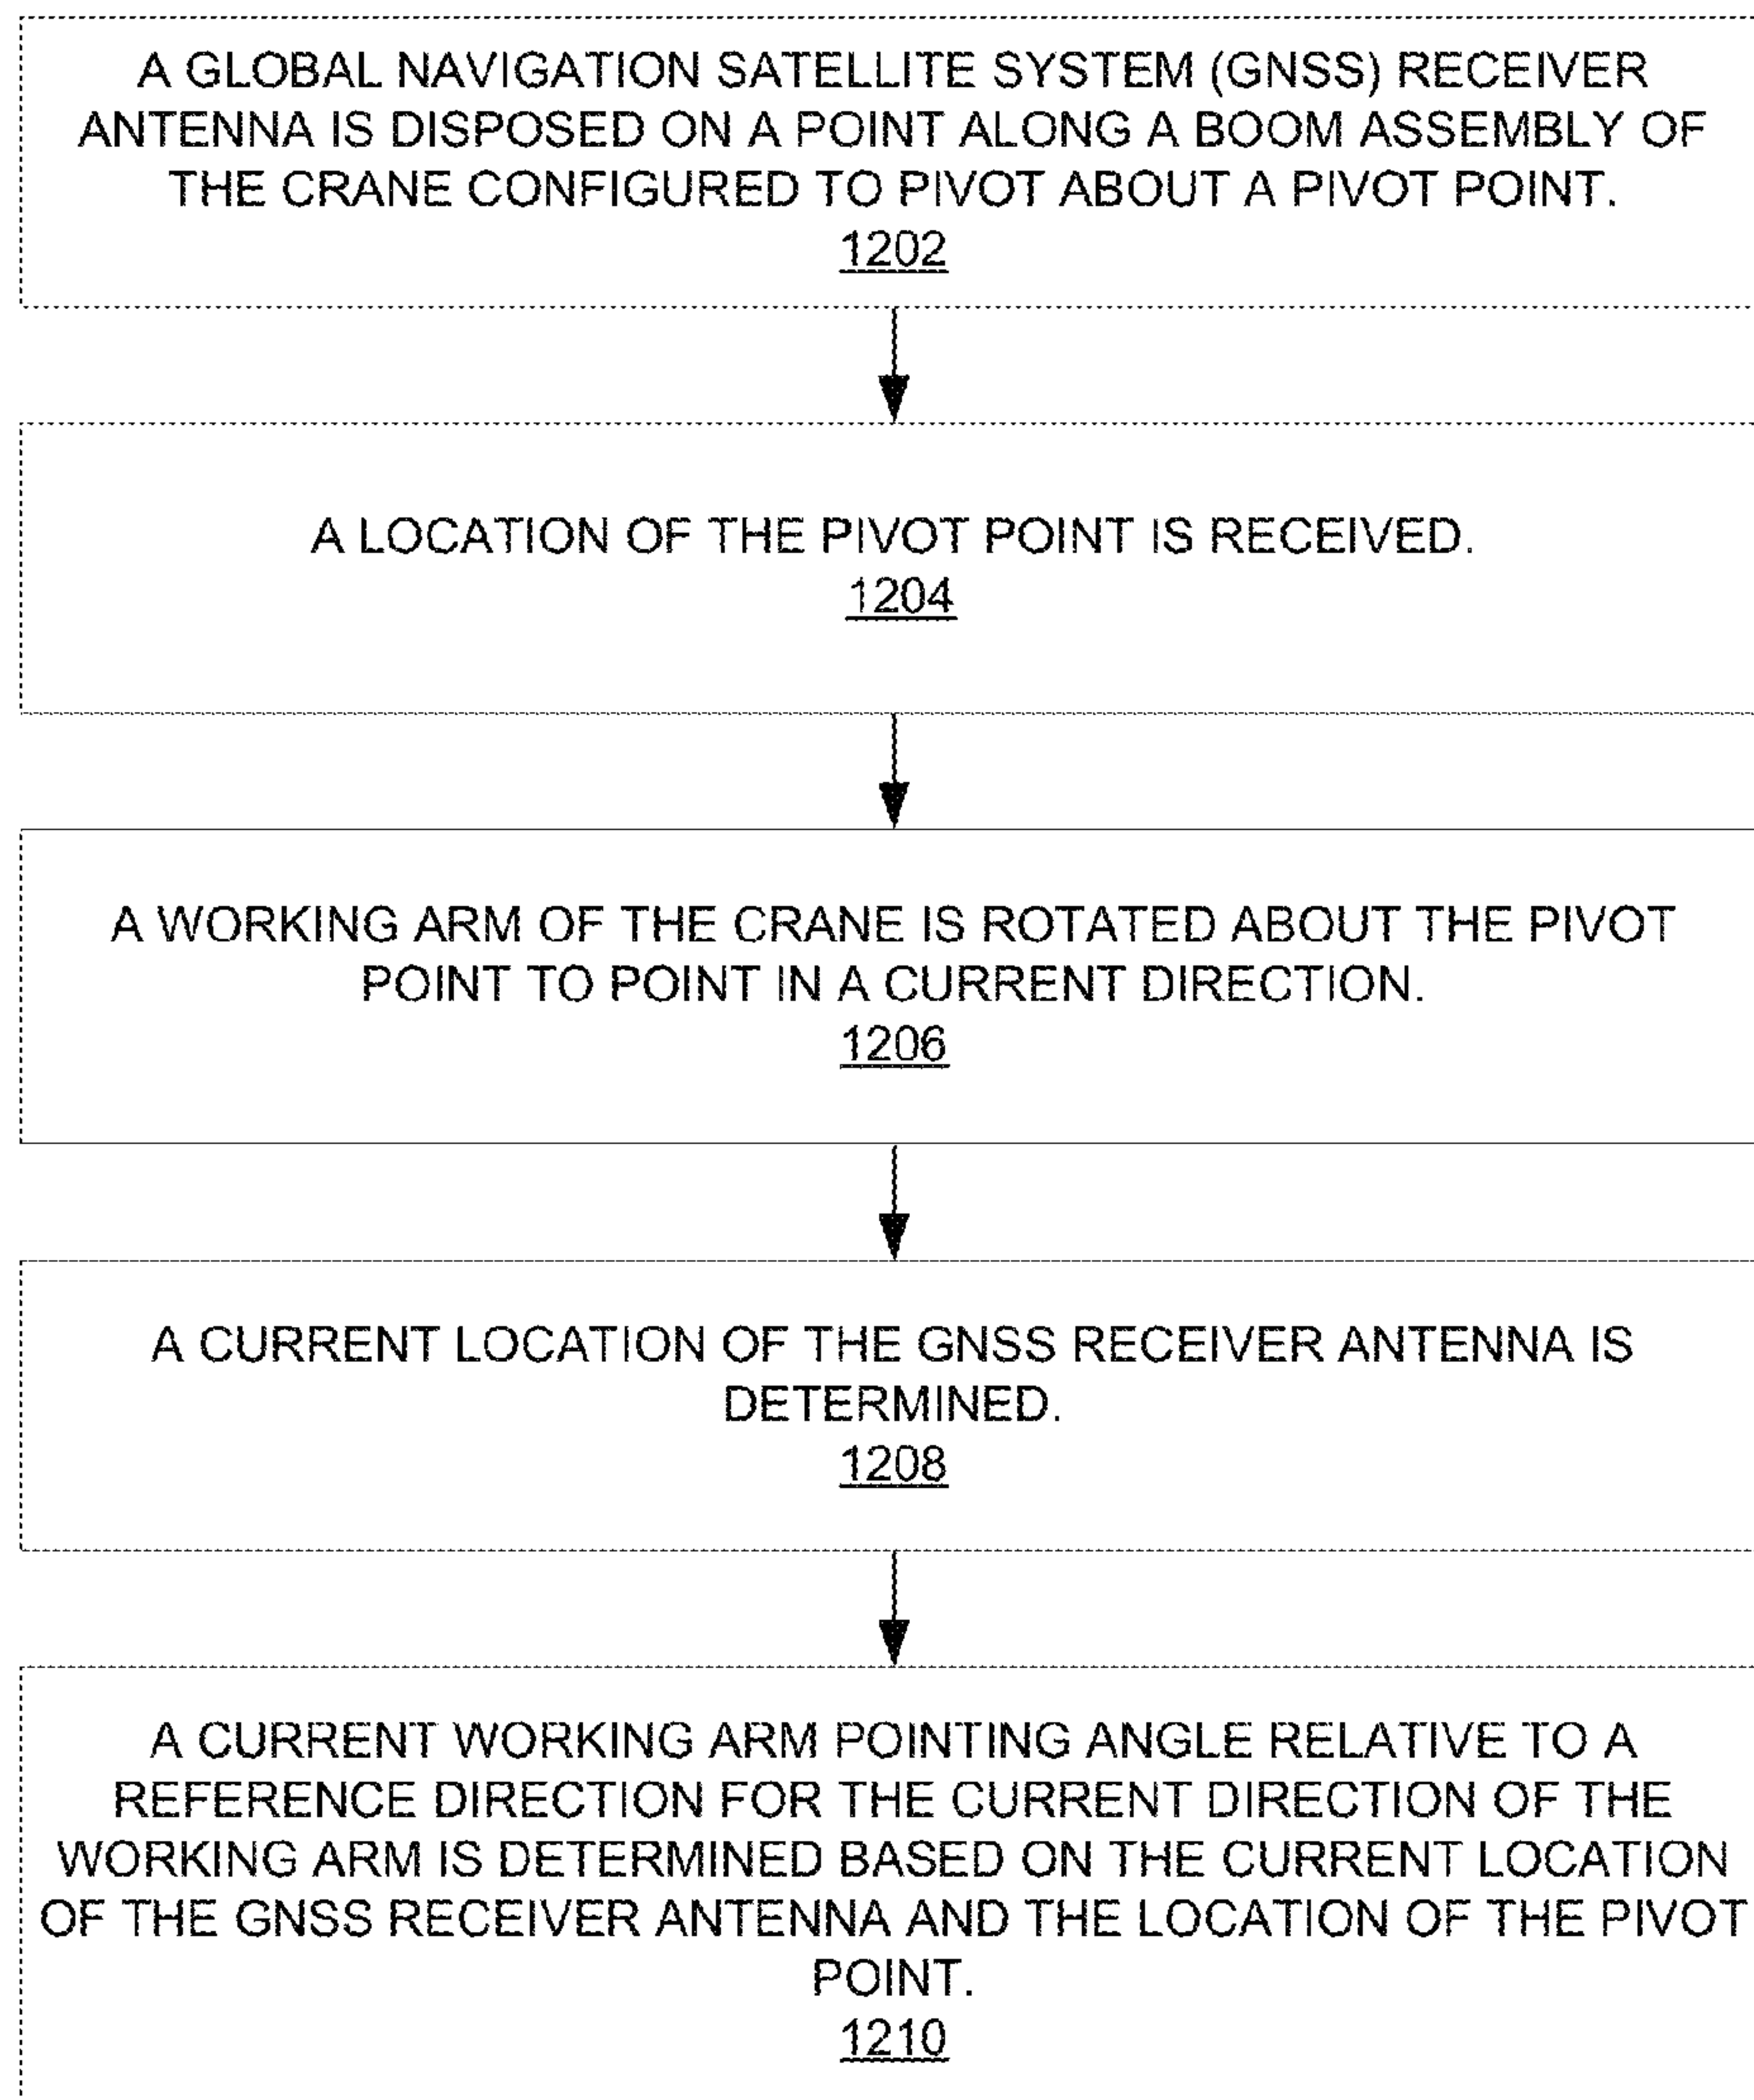 A GLOBAL NAVIGATION SATELLITE SYSTEM (GNSS) RECEIVER
ANTENNA IS DISPOSED ON A POINT ALONG A BOOM ASSEMBLY OF
THE CRANE CONFIGURED TO PIVOT ABOUT A PIVOT POINT.
1202
A LOCATION OF THE PIVOT POINT IS RECEIVED.
1204
A WORKING ARM OF THE CRANE IS ROTATED ABOUT THE PIVOT
POINT TO POINT IN A CURRENT DIRECTION.
1206
A CURRENT LOCATION OF THE GNSS RECEIVER ANTENNA IS
DETERMINED.
1208
A CURRENT WORKING ARM POINTING ANGLE RELATIVE TO A
REFERENCE DIRECTION FOR THE CURRENT DIRECTION OF THE
WORKING ARM IS DETERMINED BASED ON THE CURRENT LOCATION
OF THE GNSS RECEIVER ANTENNA AND THE LOCATION OF THE PIVOT
POINT.
1210